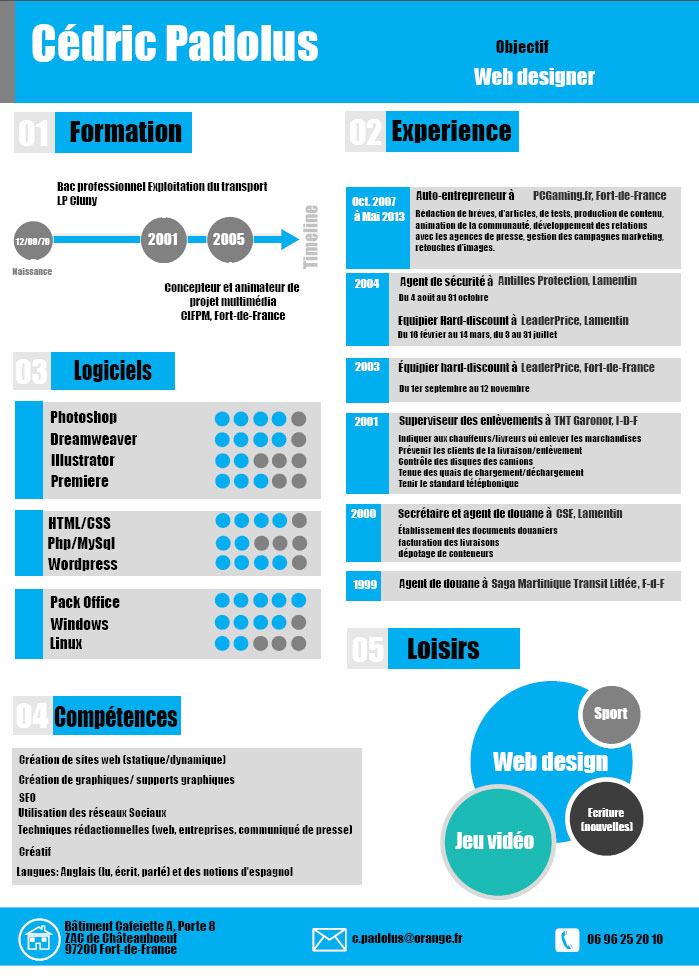 Cédric Padolus
Objectif
Web designer
01 Formation
Bac professionnel Exploitation du transport
LP Cluny
12/09/79
2001
2005
Timeline
Naissance
Concepteur et animateur de
projet multimédia
CIFPM, Fort-de-France
03 Logiciels
Photoshop
Dreamweaver
Illustrator
Premiere
HTML/CSS
Php/MySql
Wordpress
Pack Office
Windows
Linux
04 Compétences
Création de sites web (statique/dynamique)
Création de graphiques/ supports graphiques
SEO
Utilisation des réseaux Sociaux
Techniques rédactionnelles (web, entreprises, communiqué de presse)
Créatif
Langues: Anglais (lu, écrit, parlé) et des notions d'espagnol
02 Experience
Oct. 2007
à Mai 2013
Auto-entrepreneur à PCGaming.fr, Fort-de-France
Rédaction de brèves, d'articles, de tests, production de contenu,
animation de la communauté, développement des relations
avec les agences de presse, gestion des campagnes marketing,
retouches d'images.
2004
Agent de sécurité à Antilles Protection, Lamentin
Du 4 août au 31 octobre
Equipier Hard-discount à LeaderPrice, Lamentin
Du 16 février au 14 mars, du 3 au 31 juillet
2003
Équipier hard-discount à LeaderPrice, Fort-de-France
Du 1er septembre au 12 novembre
2001
Superviseur des enlèvements à TNT Garonor, I-D-F
Indiquer aux chauffeurs/livreurs où enlever les marchandises
Prévenir les clients de la livraison/enlèvement
Contrôle des disques des camions
Tenue des quais de chargement/déchargement
Tenir le standard téléphonique
2000
Secrétaire et agent de douane à CSE, Lamentin
Établissement des documents douaniers
facturation des livraisons
dépotage de conteneurs
1999
Agent de douane à Saga Martinique Transit Littée, F-d-F
05 Loisirs
Sport
Web design
Ecriture
(nouvelles)
Jeu vidéo
Bâtiment Cafeiette A, Porte 8
ZAC de Châteauboeuf
97200 Fort-de-France
c.padolus@orange.fr
06 96 25 20 10